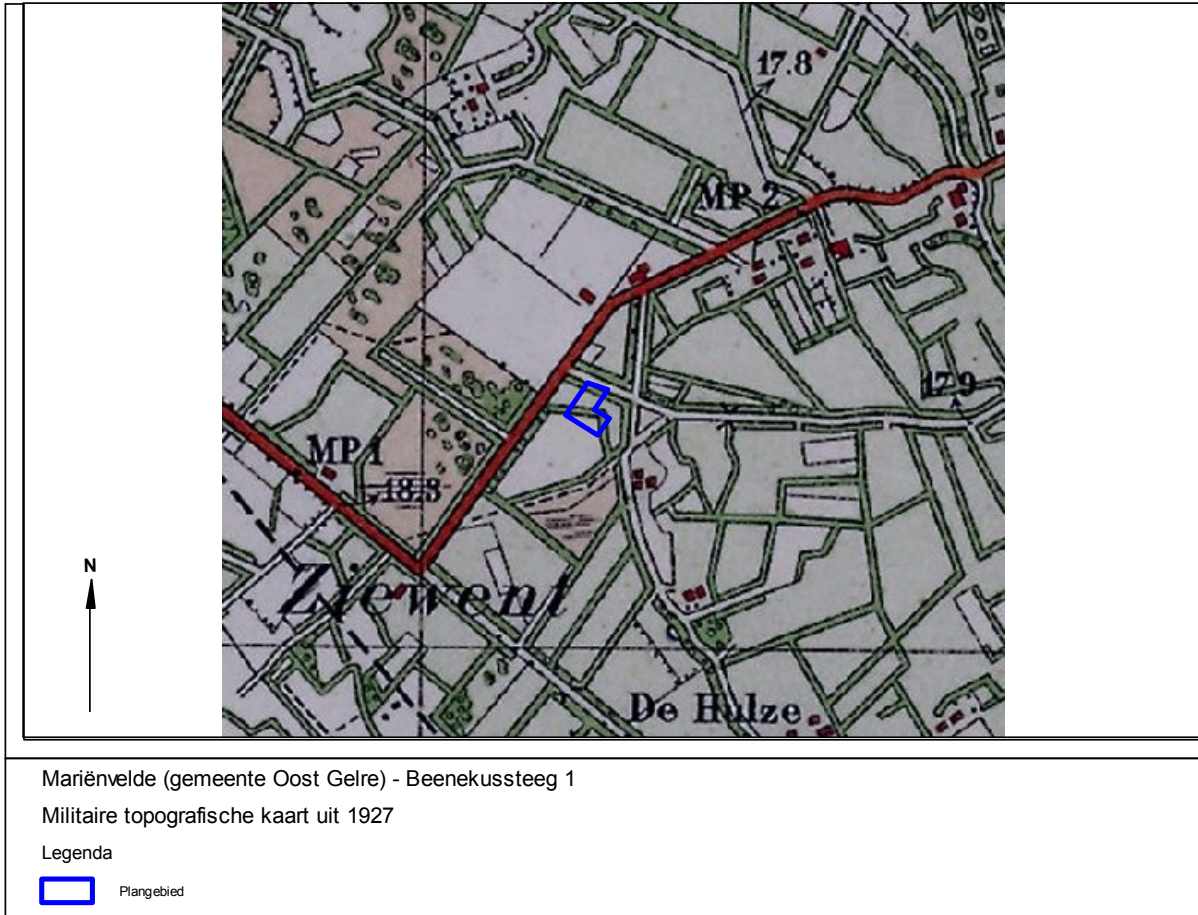 17.8
MP 2
17.9
MP 1
18.8
N
Ziewent
De Hulze
Mariënvelde (gemeente Oost Gelre) - Beenekussteeg 1
Militaire topografische kaart uit 1927
Legenda
Plangebied